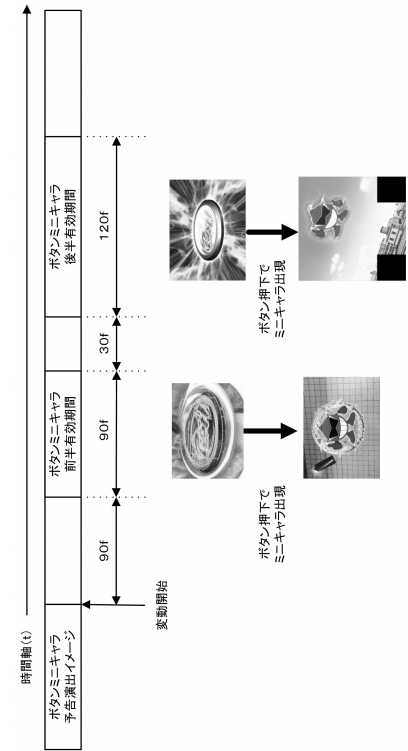 時間軸(t)
ボタンミニキャラ
予告演出イメージ
ボタンミニキャラ
前半有効期間
ボタンミニキャラ
後半有効期間
90f
90f
30f
120f
変動開始
ボタン押下で
ミニキャラ出現
ボタン押下で
ミニキャラ出現